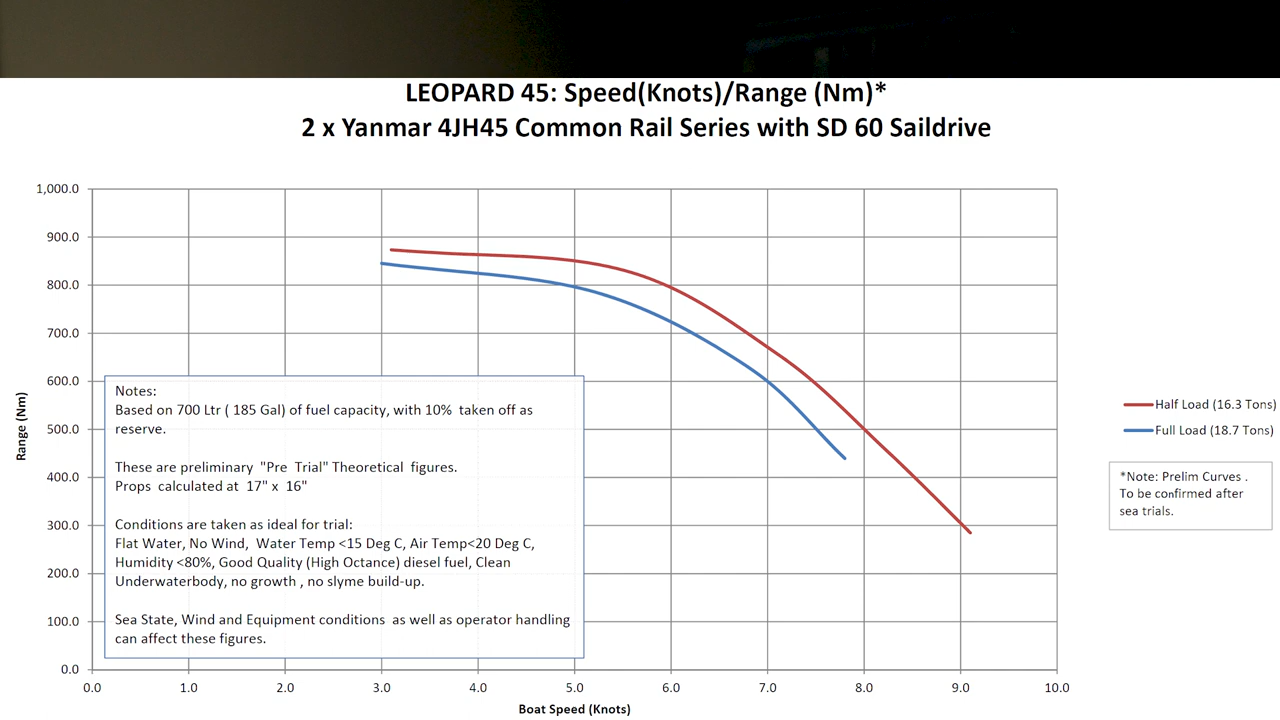 LEOPARD 45: Speed(Knots)/Range (Nm)*
2 x Yanmar 4JH45 Common Rail Series with SD 60 Saildrive
1,000.0
900.0
800.0
700.0
600.0
500.0
400.0
300.0
200.0
100.0
0.0
Range (Nm)
Notes:
Based on 700 Ltr ( 185 Gal) of fuel capacity, with 10% taken off as
reserve.
These are preliminary "Pre Trial" Theoretical figures.
Props calculated at 17" x 16"
Conditions are taken as ideal for trial:
Flat Water, No Wind, Water Temp <15 Deg C, Air Temp<20 Deg C,
Humidity <80%, Good Quality (High Octance) diesel fuel, Clean
Underwaterbody, no growth , no slyme build-up.
Sea State, Wind and Equipment conditions as well as operator handling
can affect these figures.
0.0 1.0 2.0 3.0 4.0 5.0 6.0 7.0 8.0 9.0 10.0
Boat Speed (Knots)
Half Load (16.3 Tons)
Full Load (18.7 Tons)
*Note: Prelim Curves .
To be confirmed after
sea trials.